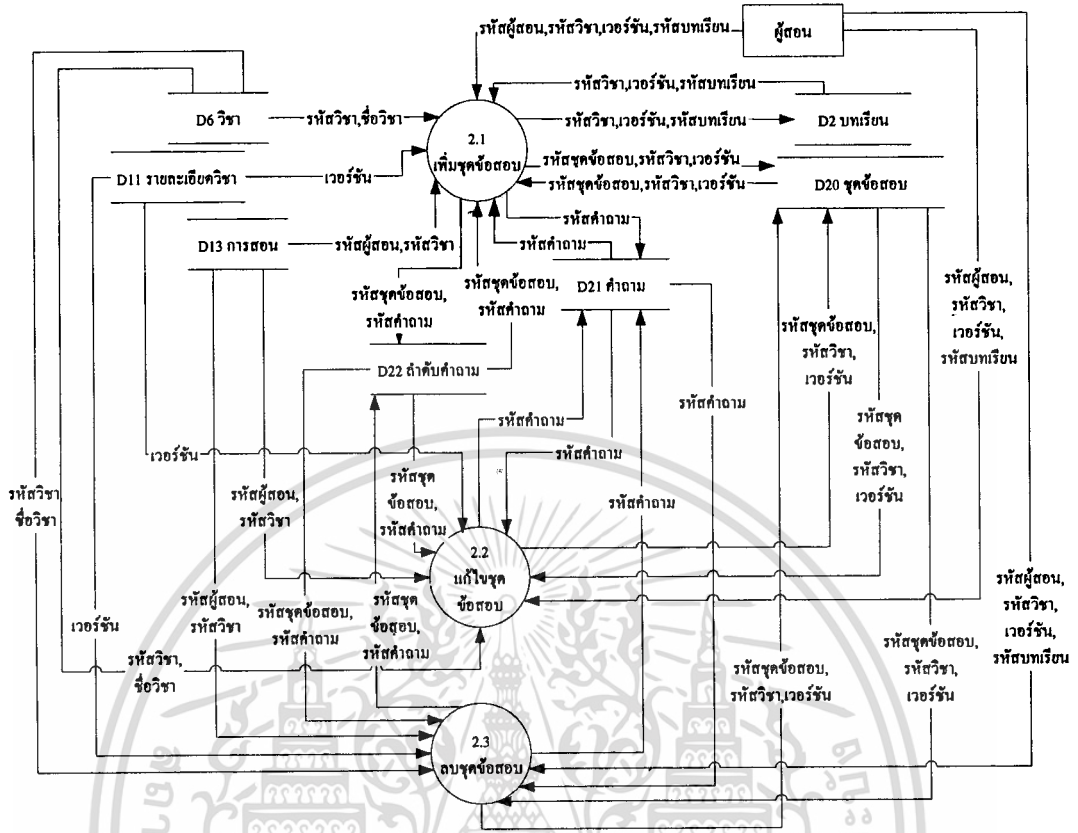 รหัสผู้สอน,รหัสวิชา,เวอร์ชัน,รหัสบทเรียน
ผู้สอน
รหัสวิชา,เวอร์ชัน,รหัสบทเรียน
D6 วิชา
รหัสวิชา,ชื่อวิชา
2.1
เพิ่มชุดข้อสอบ
รหัสวิชา,เวอร์ชัน,รหัสบทเรียน
D2 บทเรียน
รหัสชุดข้อสอบ,รหัสวิชา,เวอร์ชัน
D11 รายละเอียดวิชา
เวอร์ชัน
รหัสชุดข้อสอบ,รหัสวิชา,เวอร์ชัน
D20 ชุดข้อสอบ
รหัสคำถาม
D13 การสอน
รหัสผู้สอน,รหัสวิชา
รหัสคำถาม
รหัสชุดข้อสอบ,
รหัสคำถาม
รหัสชุดข้อสอบ,
รหัสคำถาม
D21 คำถาม
รหัสผู้สอน,
รหัสวิชา,
เวอร์ชัน,
รหัสบทเรียน
รหัสชุดข้อสอบ,
รหัสวิชา,
เวอร์ชัน
D22 ลำดับคำถาม
รหัสคำถาม
รหัสคำถาม
รหัสชุด
ข้อสอบ,
รหัสวิชา,
เวอร์ชัน
เวอร์ชัน
รหัสคำถาม
รหัสชุด
ข้อสอบ,
รหัสคำถาม
รหัสวิชา,
ชื่อวิชา
รหัสผู้สอน,
รหัสวิชา
รหัสคำถาม
2.2
แก้ไขชุด
ข้อสอบ
รหัสผู้สอน,
รหัสวิชา,
เวอร์ชัน,
รหัสบทเรียน
เวอร์ชัน
รหัสผู้สอน,
รหัสวิชา
รหัสชุดข้อสอบ,
รหัสคำถาม
รหัสชุด
ข้อสอบ,
รหัสคำถาม
รหัสวิชา,
ชื่อวิชา
รหัสชุดข้อสอบ,
รหัสวิชา,เวอร์ชัน
รหัสชุดข้อสอบ,
รหัสวิชา,
เวอร์ชัน
2.3
ลบชุดข้อสอบ